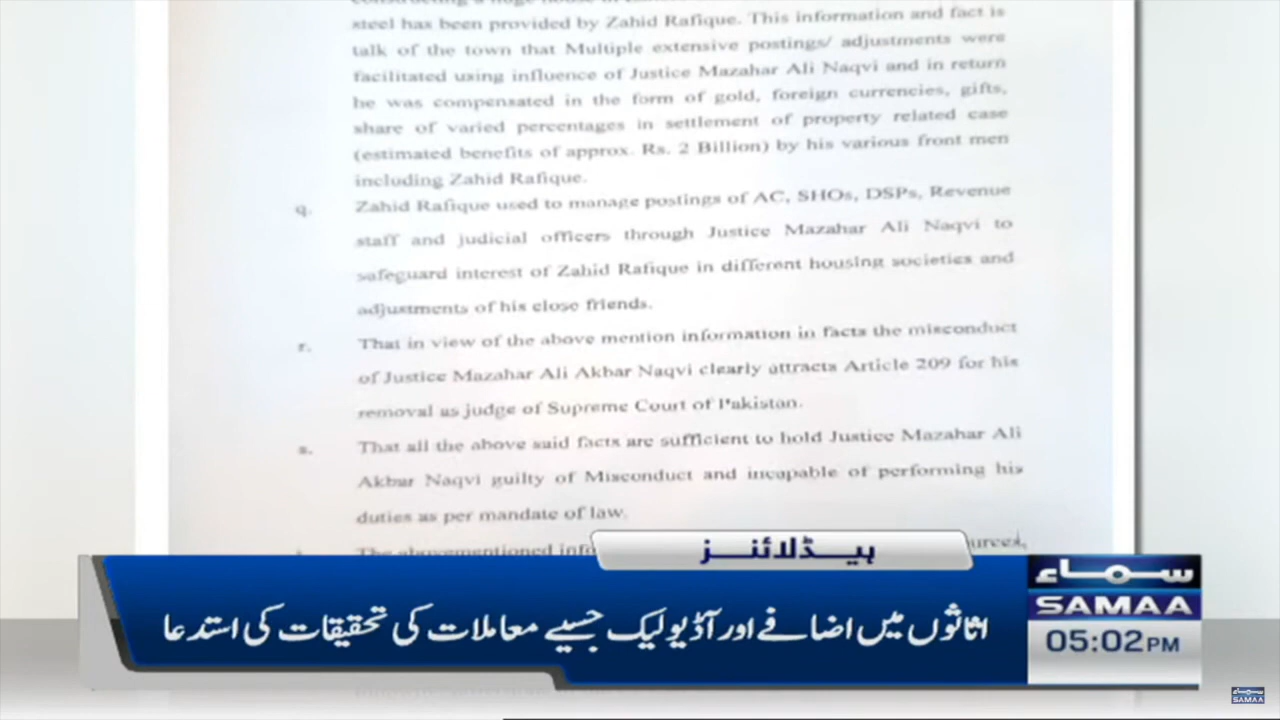 steel has been provided by Zahid Rafique. This information and fact is
talk of the town that Multiple extensive postings/ adjustments were
facilitated using influence of Justice Mazahar Ali Naqvi and in return
he was compensated in the form of gold, foreign currencies, gifts,
share of varied percentages in settlement of property related case
(estimated benefits of approx. Rs. 2 Billion) by his various front men
including Zahid Rafique.
q. Zahid Rafique used to manage postings of AC, SHOs, DSPs, Revenue
staff and judicial officers through Justice Mazahar Ali Naqvi to
safeguard interest of Zahid Rafique in different housing societies and
adjustments of his close friends.
r. That in view of the above mention information in facts the misconduct
of Justice Mazahar Ali Akbar Naqvi clearly attracts Article 209 for his
removal as judge of Supreme Court of Pakistan.
s. That all the above said facts are sufficient to hold Justice Mazahar Ali
Akbar Naqvi guilty of Misconduct and incapable of performing his
duties as per mandate of law.
The abovementioned
ہیڈلائنز
اثاثوں میں اضافے اور آڈیو لیک جیسے معاملات کی تحقیقات کی استدعا
سماء
SAMAA
05:02PM
سماء
SAMAA